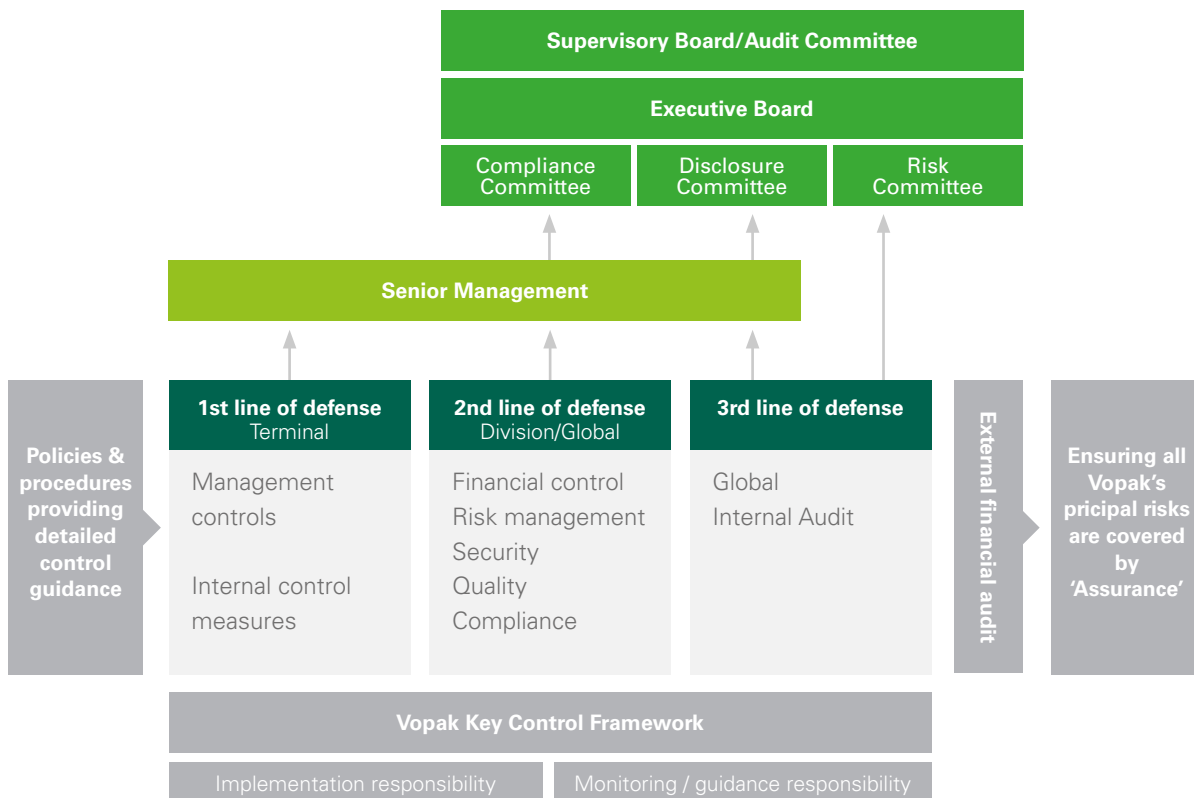 Supervisory Board/Audit Committee
Executive Board
Compliance
Committee
Disclosure
Committee
Risk
Committee
Senior Management
Policies &
procedures
providing
detailed
control
guidance
1st line of defense
Terminal
Management
controls
Internal control
measures
2nd line of defense
Division/Global
Financial control
Risk management
Security
Quality
Compliance
3rd line of defense
Global
Internal Audit
External financial audit
Ensuring all
Vopak’s
pricipal risks
are covered
by
‘Assurance’
Vopak Key Control Framework
Implementation responsibility
Monitoring / guidance responsibility